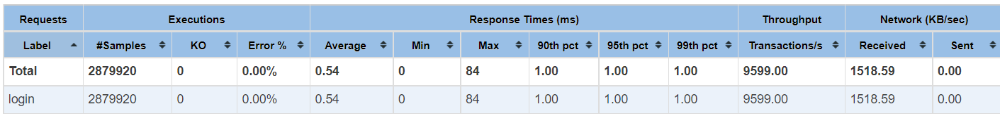 Requests Executions Response Times (ms) Throughput Network (KB/sec)
Label #Samples KO Error % Average Min Max 90th pct 95th pct 99th pct Transactions/s Received Sent
Total 2879920 0 0.00% 0.54 0 84 1.00 1.00 1.00 9599.00 1518.59 0.00
login 2879920 0 0.00% 0.54 0 84 1.00 1.00 1.00 9599.00 1518.59 0.00